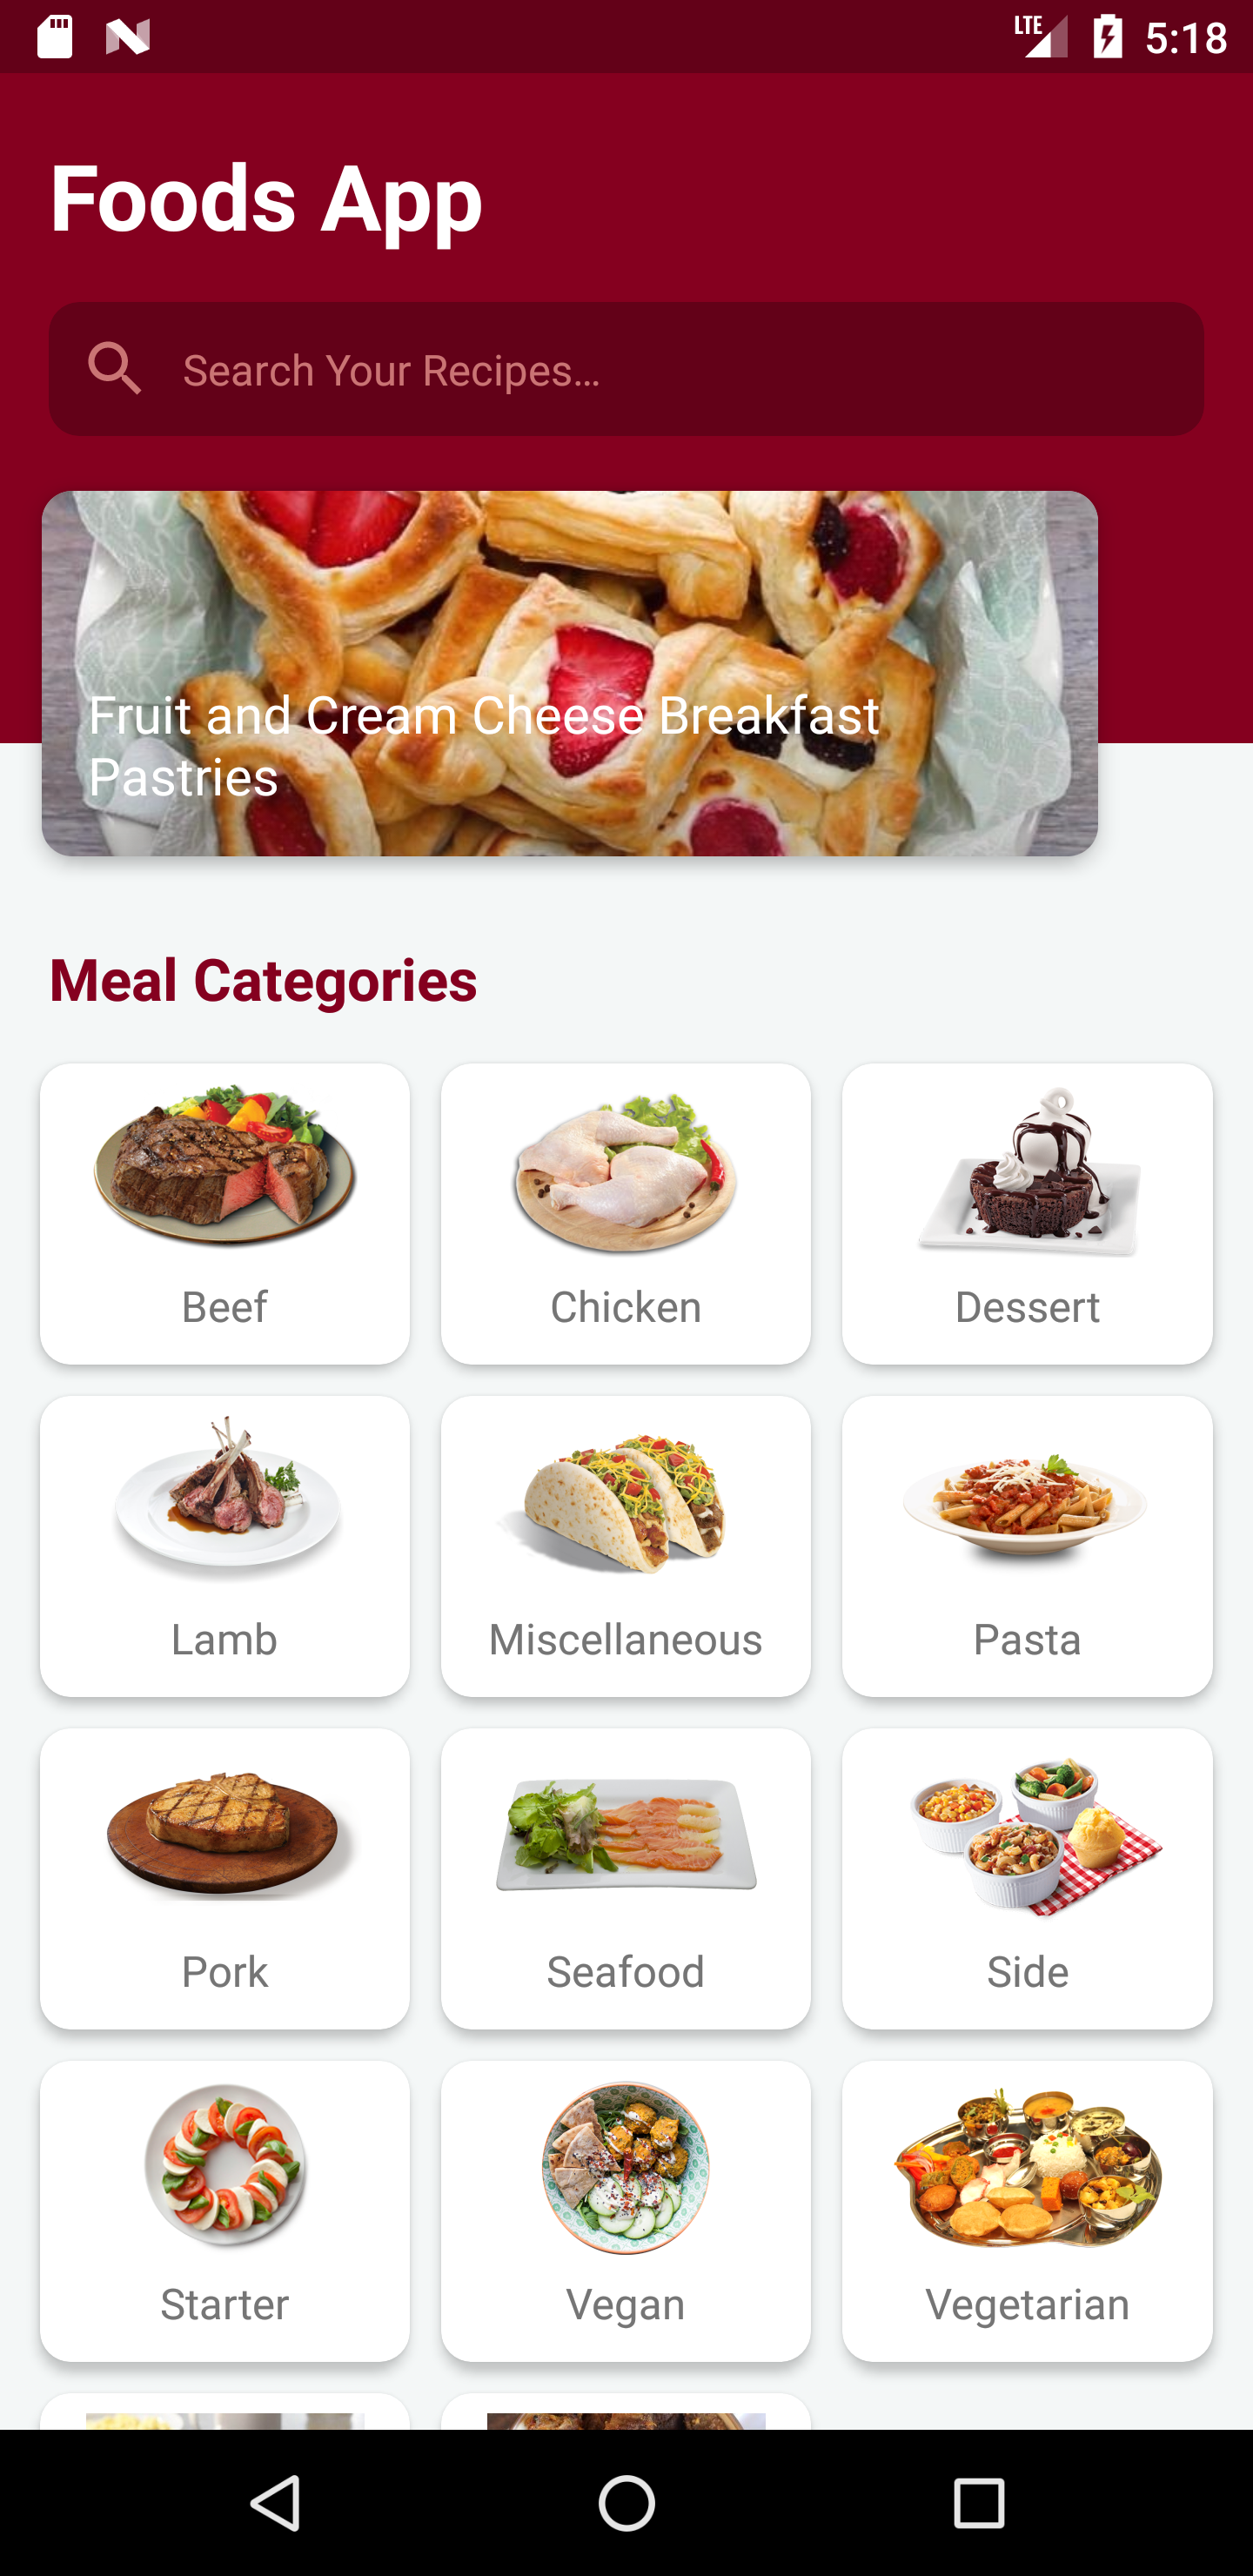 LTE 5:18
Foods App
Search Your Recipes...
Fruit and Cream Cheese Breakfast
Pastries
Meal Categories
Beef Chicken Dessert
Lamb Miscellaneous Pasta
Pork Seafood Side
Starter Vegan Vegetarian